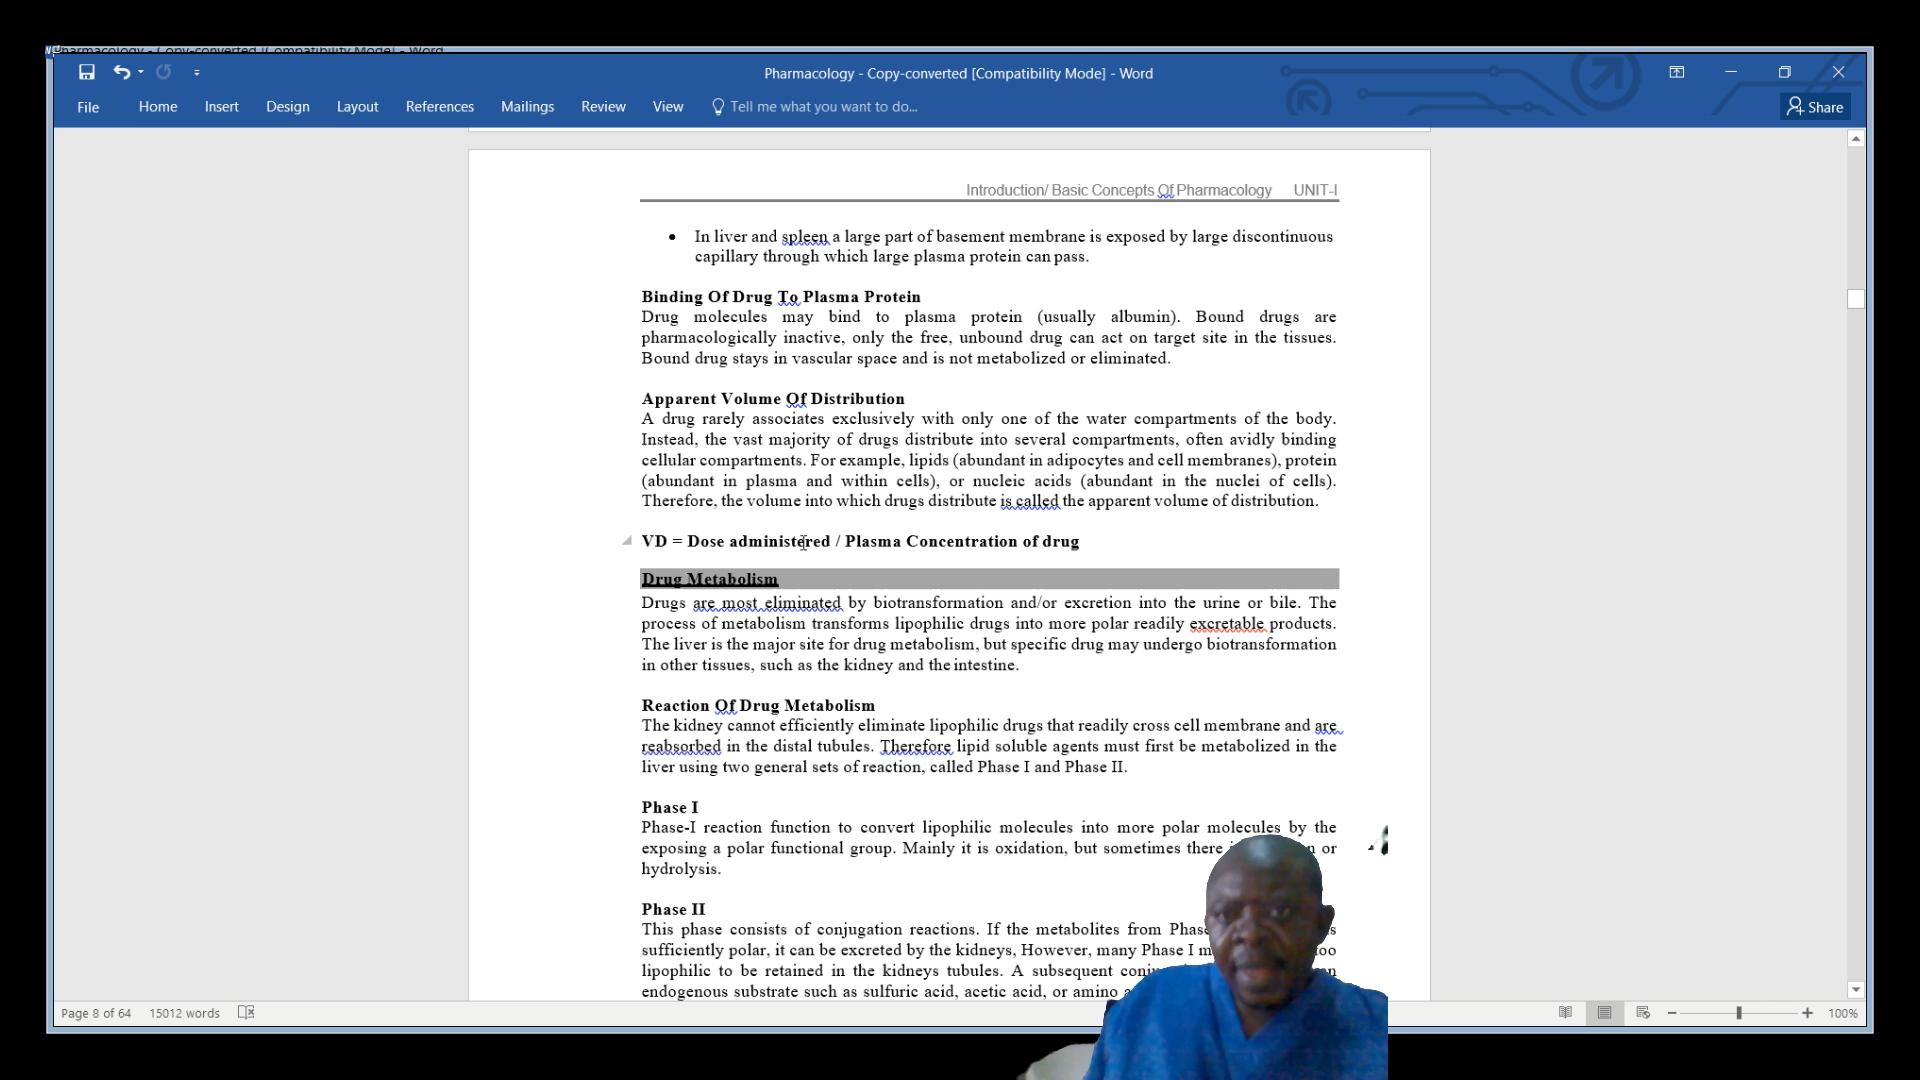 Pharmacology - Copy-converted [Compatibility Mode] - Word
Pharmacology - Copy-converted [Compatibility Mode] - Word
File Home Insert Design Layout References Mailings Review View Tell me what you want to do... Share
Introduction/ Basic Concepts Of Pharmacology UNIT-I
• In liver and spleen a large part of basement membrane is exposed by large discontinuous
capillary through which large plasma protein can pass.
Binding Of Drug To Plasma Protein
Drug molecules may bind to plasma protein (usually albumin). Bound drugs are
pharmacologically inactive, only the free, unbound drug can act on target site in the tissues.
Bound drug stays in vascular space and is not metabolized or eliminated.
Apparent Volume Of Distribution
A drug rarely associates exclusively with only one of the water compartments of the body.
Instead, the vast majority of drugs distribute into several compartments, often avidly binding
cellular compartments. For example, lipids (abundant in adipocytes and cell membranes), protein
(abundant in plasma and within cells), or nucleic acids (abundant in the nuclei of cells).
Therefore, the volume into which drugs distribute is called the apparent volume of distribution.
VD = Dose administered / Plasma Concentration of drug
Drug Metabolism
Drugs are most eliminated by biotransformation and/or excretion into the urine or bile. The
process of metabolism transforms lipophilic drugs into more polar readily excretable products.
The liver is the major site for drug metabolism, but specific drug may undergo biotransformation
in other tissues, such as the kidney and the intestine.
Reaction Of Drug Metabolism
The kidney cannot efficiently eliminate lipophilic drugs that readily cross cell membrane and are
reabsorbed in the distal tubules. Therefore lipid soluble agents must first be metabolized in the
liver using two general sets of reaction, called Phase I and Phase II.
Phase I
Phase-I reaction function to convert lipophilic molecules into more polar molecules by the
exposing a polar functional group. Mainly it is oxidation, but sometimes there or
hydrolysis.
Phase II
This phase consists of conjugation reactions. If the metabolites from
sufficiently polar, it can be excreted by the kidneys, However, many Phase I
lipophilic to be retained in the kidneys tubules. A subsequent
endogenous substrate such as sulfuric acid, acetic acid, or amino
Page 8 of 64 15012 words 100%